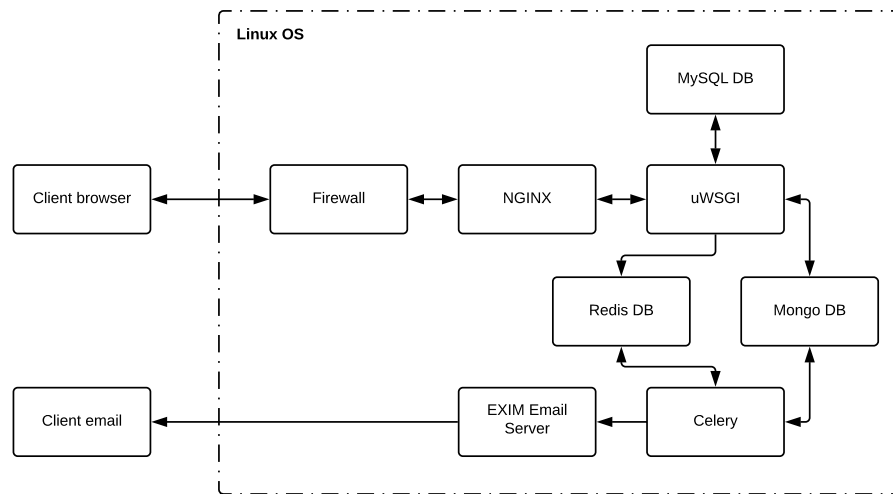 Linux OS
MySQL DB
Client browser
Firewall
NGINX
uWSGI
Redis DB
Mongo DB
Client email
EXIM Email
Server
Celery